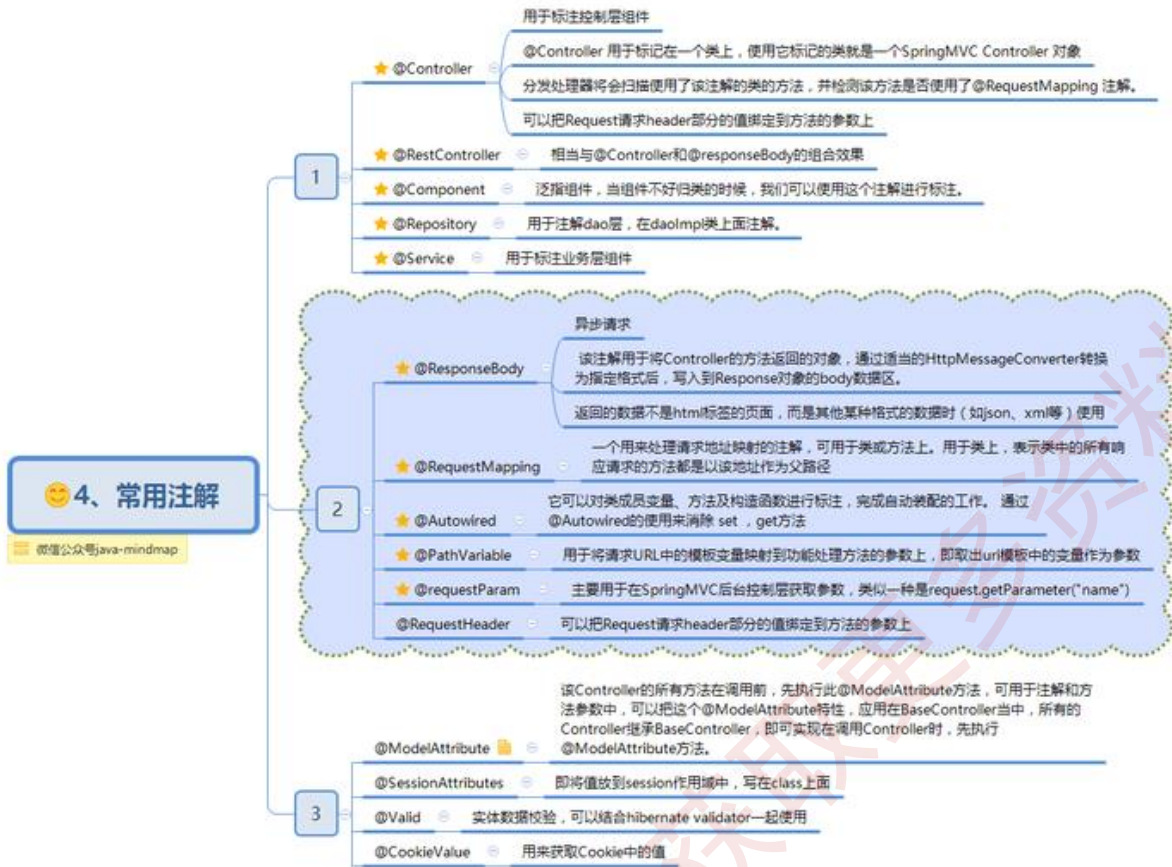 用于标注控制层组件
@Controller 用于标记在一个类上，使用它标记的类就是一个SpringMVC Controller 对象
@Controller
分发处理器将会扫描使用了该注解的类的方法，并检测该方法是否使用了@RequestMapping 注解。
可以把Request请求header部分的值绑定到方法的参数上
1
@RestController 相当与@Controller和@responseBody的组合效果
@Component 泛指组件，当组件不好归类的时候，我们可以使用这个注解进行标注。
@Repository 用于注解dao层，在daoImpl类上面注解。
@Service 用于标注业务层组件
异步请求
@ResponseBody
该注解用于将Controller的方法返回的对象，通过适当的HttpMessageConverter转换
为指定格式后，写入到Response对象的body数据区。
返回的数据不是html标签的页面，而是其他某种格式的数据时（如json、xml等）使用
一个用来处理请求地址映射的注解，可用于类或方法上。用于类上，表示类中的所有响
@RequestMapping
应请求的方法都是以该地址作为父路径
4、常用注解
微信公众号java-mindmap
2
它可以对类成员变量、方法及构造函数进行标注，完成自动装配的工作。 通过
@Autowired
@Autowired的使用来消除 set ，get方法
@PathVariable 用于将请求URL中的模板变量映射到功能处理方法的参数上，即取出url模板中的变量作为参数
@requestParam 主要用于在SpringMVC后台控制层获取参数，类似一种是request.getParameter("name")
@RequestHeader 可以把Request请求header部分的值绑定到方法的参数上
该Controller的所有方法在调用前，先执行此@ModelAttribute方法，可用于注解和方
法参数中，可以把这个@ModelAttribute特性，应用在BaseController当中，所有的
Controller继承BaseController，即可实现在调用Controller时，先执行
@ModelAttribute
@ModelAttribute方法。
@SessionAttributes 即将值放到session作用域中，写在class上面
3
@Valid 实体数据校验，可以结合hibernate validator一起使用
@CookieValue 用来获取Cookie中的值
获取更多资料